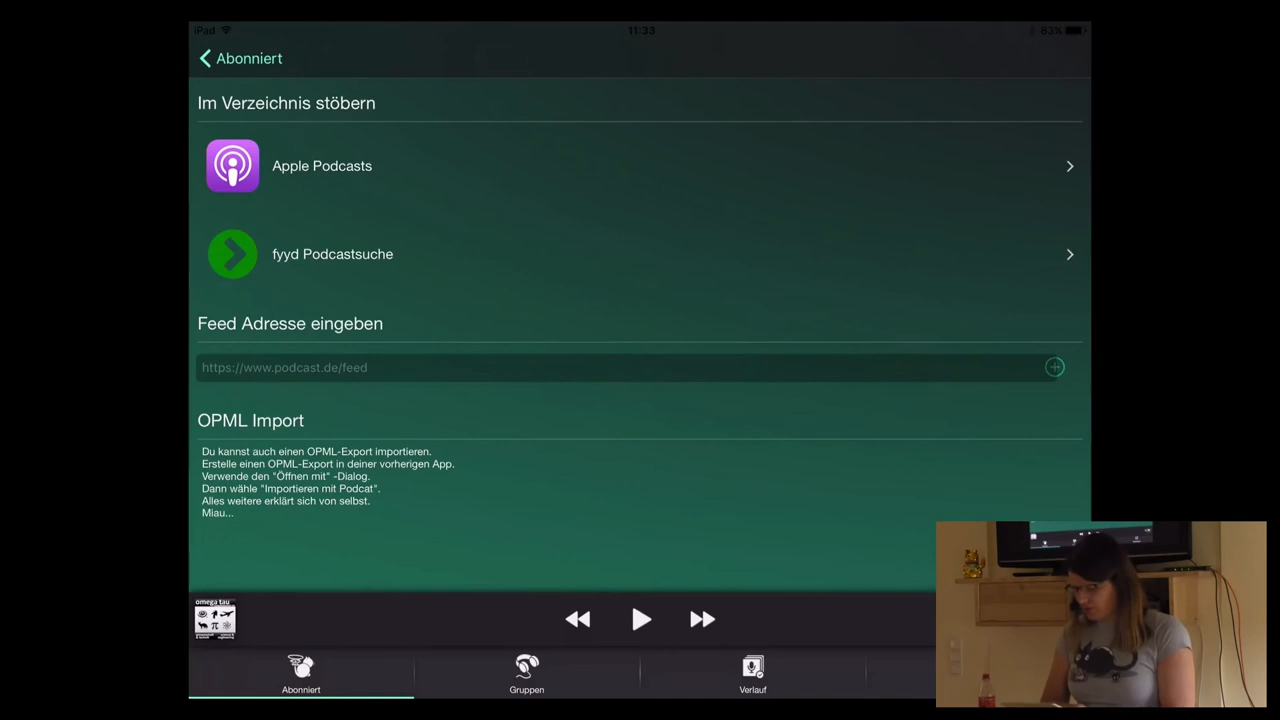 iPad
11:33
83%
Abonniert
Im Verzeichnis stöbern
Apple Podcasts
fyyd Podcastsuche
Feed Adresse eingeben
https://www.podcast.de/feed
OPML Import
Du kannst auch einen OPML-Export importieren.
Erstelle einen OPML-Export in deiner vorherigen App.
Verwende den "Öffnen mit" -Dialog.
Dann wähle "Importieren mit Podcat".
Alles weitere erklärt sich von selbst.
Miau...
omega tau
Abonniert
Gruppen
Verlauf